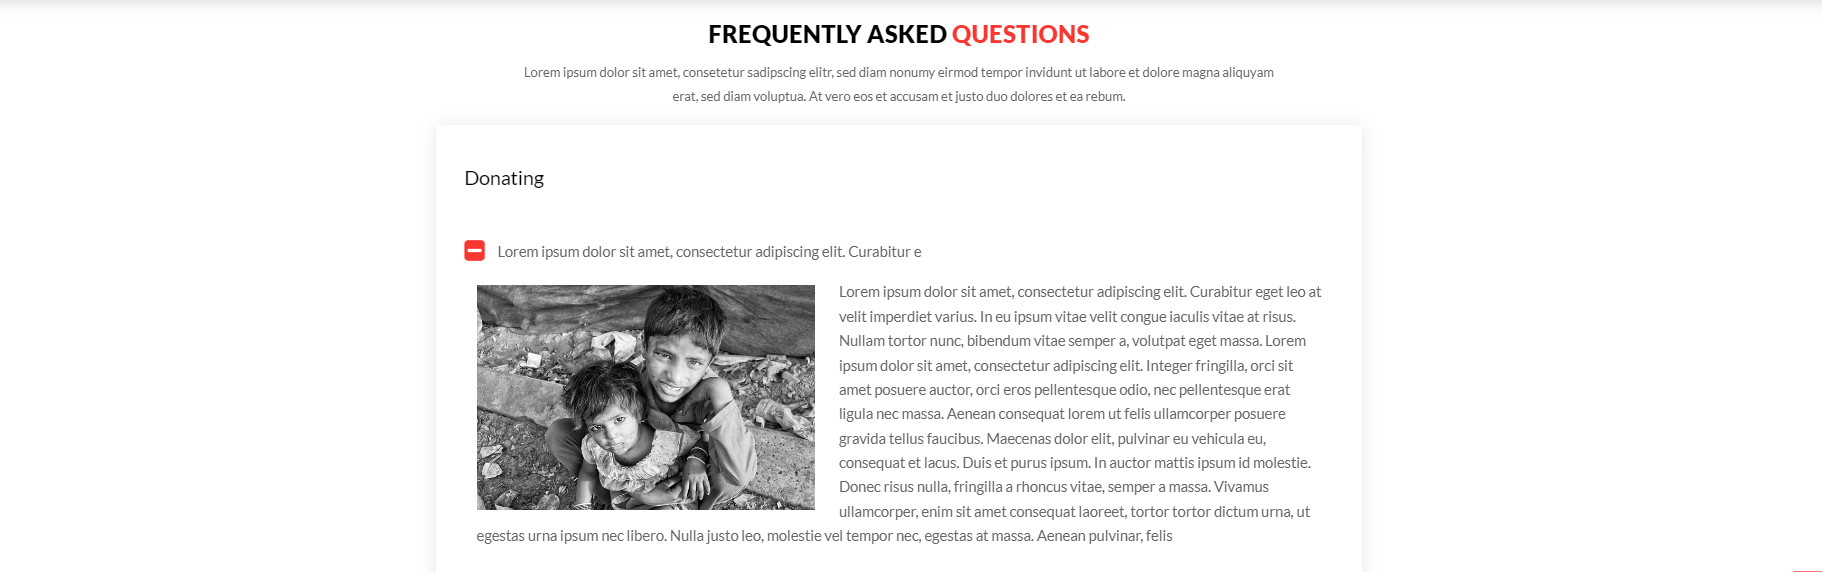 FREQUENTLY ASKED QUESTIONS
Lorem ipsum dolor sit amet, consetetur sadipscing elitr, sed diam nonumy eirmod tempor invidunt ut labore et dolore magna aliquyam
erat, sed diam voluptua. At vero eos et accusam et justo duo dolores et ea rebum.
Donating
Lorem ipsum dolor sit amet, consectetur adipiscing elit. Curabitur e
Lorem ipsum dolor sit amet, consectetur adipiscing elit. Curabitur eget leo at
velit imperdiet varius. In eu ipsum vitae velit congue iaculis vitae at risus.
Nullam tortor nunc, bibendum vitae semper a, volutpat eget massa. Lorem
ipsum dolor sit amet, consectetur adipiscing elit. Integer fringilla, orci sit
amet posuere auctor, orci eros pellentesque odio, nec pellentesque erat
ligula nec massa. Aenean consequat lorem ut felis ullamcorper posuere
gravida tellus faucibus. Maecenas dolor elit, pulvinar eu vehicula eu,
consequat et lacus. Duis et purus ipsum. In auctor mattis ipsum id molestie.
Donec risus nulla, fringilla a rhoncus vitae, semper a massa. Vivamus
ullamcorper, enim sit amet consequat laoreet, tortor tortor dictum urna, ut
egestas urna ipsum nec libero. Nulla justo leo, molestie vel tempor nec, egestas at massa. Aenean pulvinar, felis